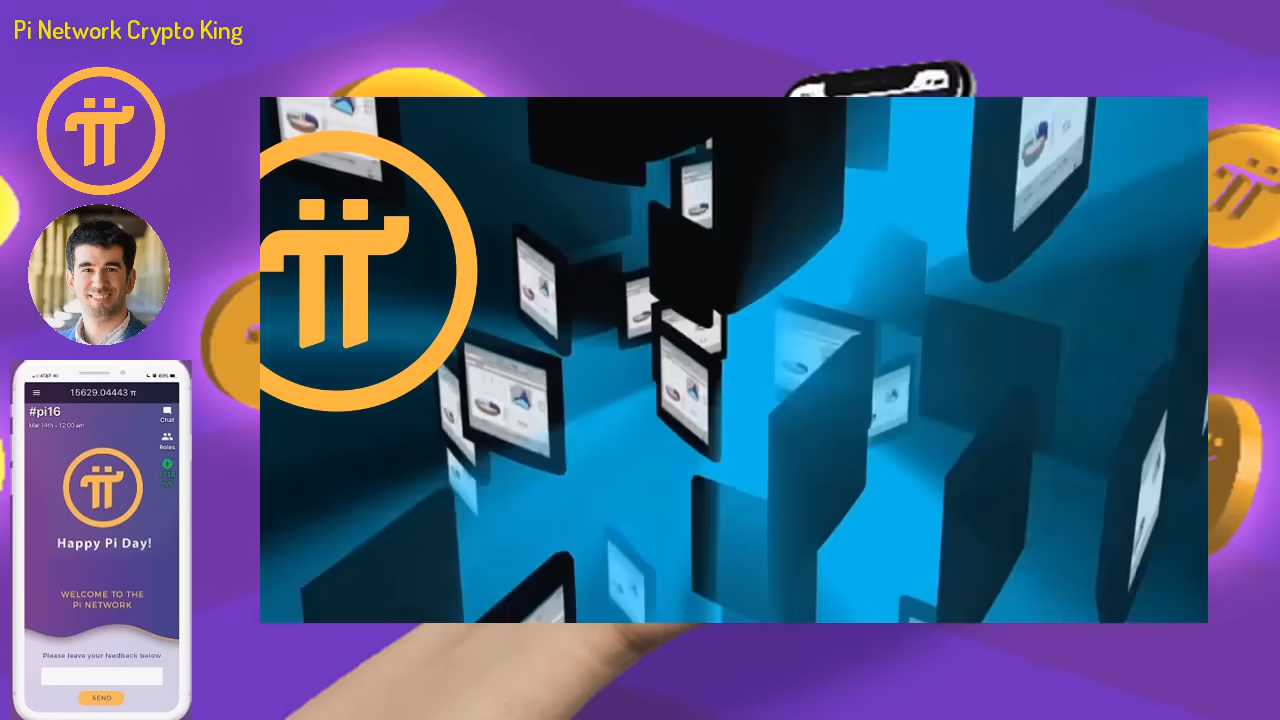 Pi Network Crypto King
15629.04443 π
#pi16
Mar 14th - 12:00 am
Chat
Roles
Happy Pi Day!
WELCOME TO THE
Pi NETWORK
Please leave your feedback below
SEND